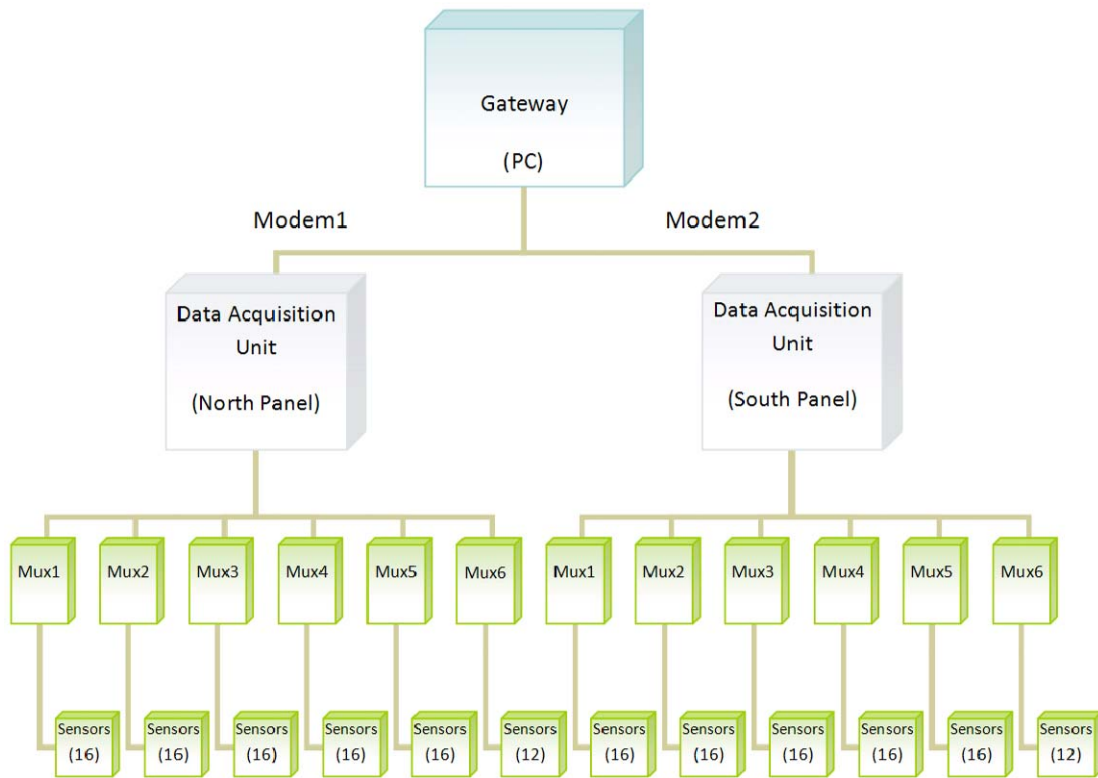 Gateway
(PC)
Modem1
Modem2
Data Acquisition
Unit
(North Panel)
Data Acquisition
Unit
(South Panel)
Mux1
Mux2
Mux3
Mux4
Mux5
Mux6
Mux1
Mux2
Mux3
Mux4
Mux5
Mux6
Sensors
(16)
Sensors
(16)
Sensors
(16)
Sensors
(16)
Sensors
(16)
Sensors
(12)
Sensors
(16)
Sensors
(16)
Sensors
(16)
Sensors
(16)
Sensors
(16)
Sensors
(12)